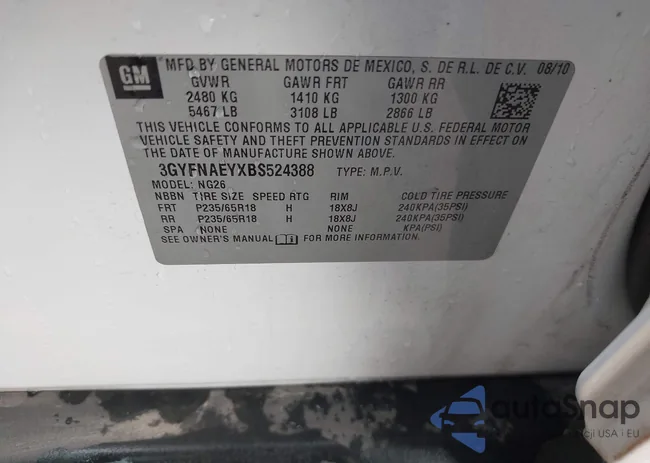 GM
MFD BY GENERAL MOTORS DE MEXICO, S. DE R.L. DE C.V. 08/10
GVWR GAWR FRT GAWR RR
2480 KG 1410 KG 1300 KG
5467 LB 3108 LB 2866 LB
THIS VEHICLE CONFORMS TO ALL APPLICABLE U.S. FEDERAL MOTOR
VEHICLE SAFETY AND THEFT PREVENTION STANDARDS IN EFFECT ON
THE DATE OF MANUFACTURE SHOWN ABOVE.
3GYFNAEYXBS524388 TYPE: M.P.V.
MODEL: NG26
NBBN TIRE SIZE SPEED RTG RIM COLD TIRE PRESSURE
FRT P235/65R18 H 18X8J 240KPA(35PSI)
RR P235/65R18 H 18X8J 240KPA(35PSI)
SPA NONE NONE KPA(PSI)
SEE OWNER'S MANUAL FOR MORE INFORMATION.
autoSnap
USA · EU